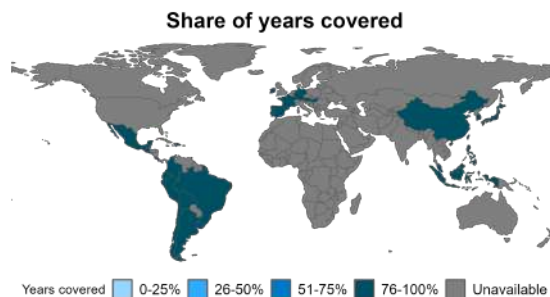 Share of years covered
Years covered 0-25% 26-50% 51-75% 76-100% Unavailable